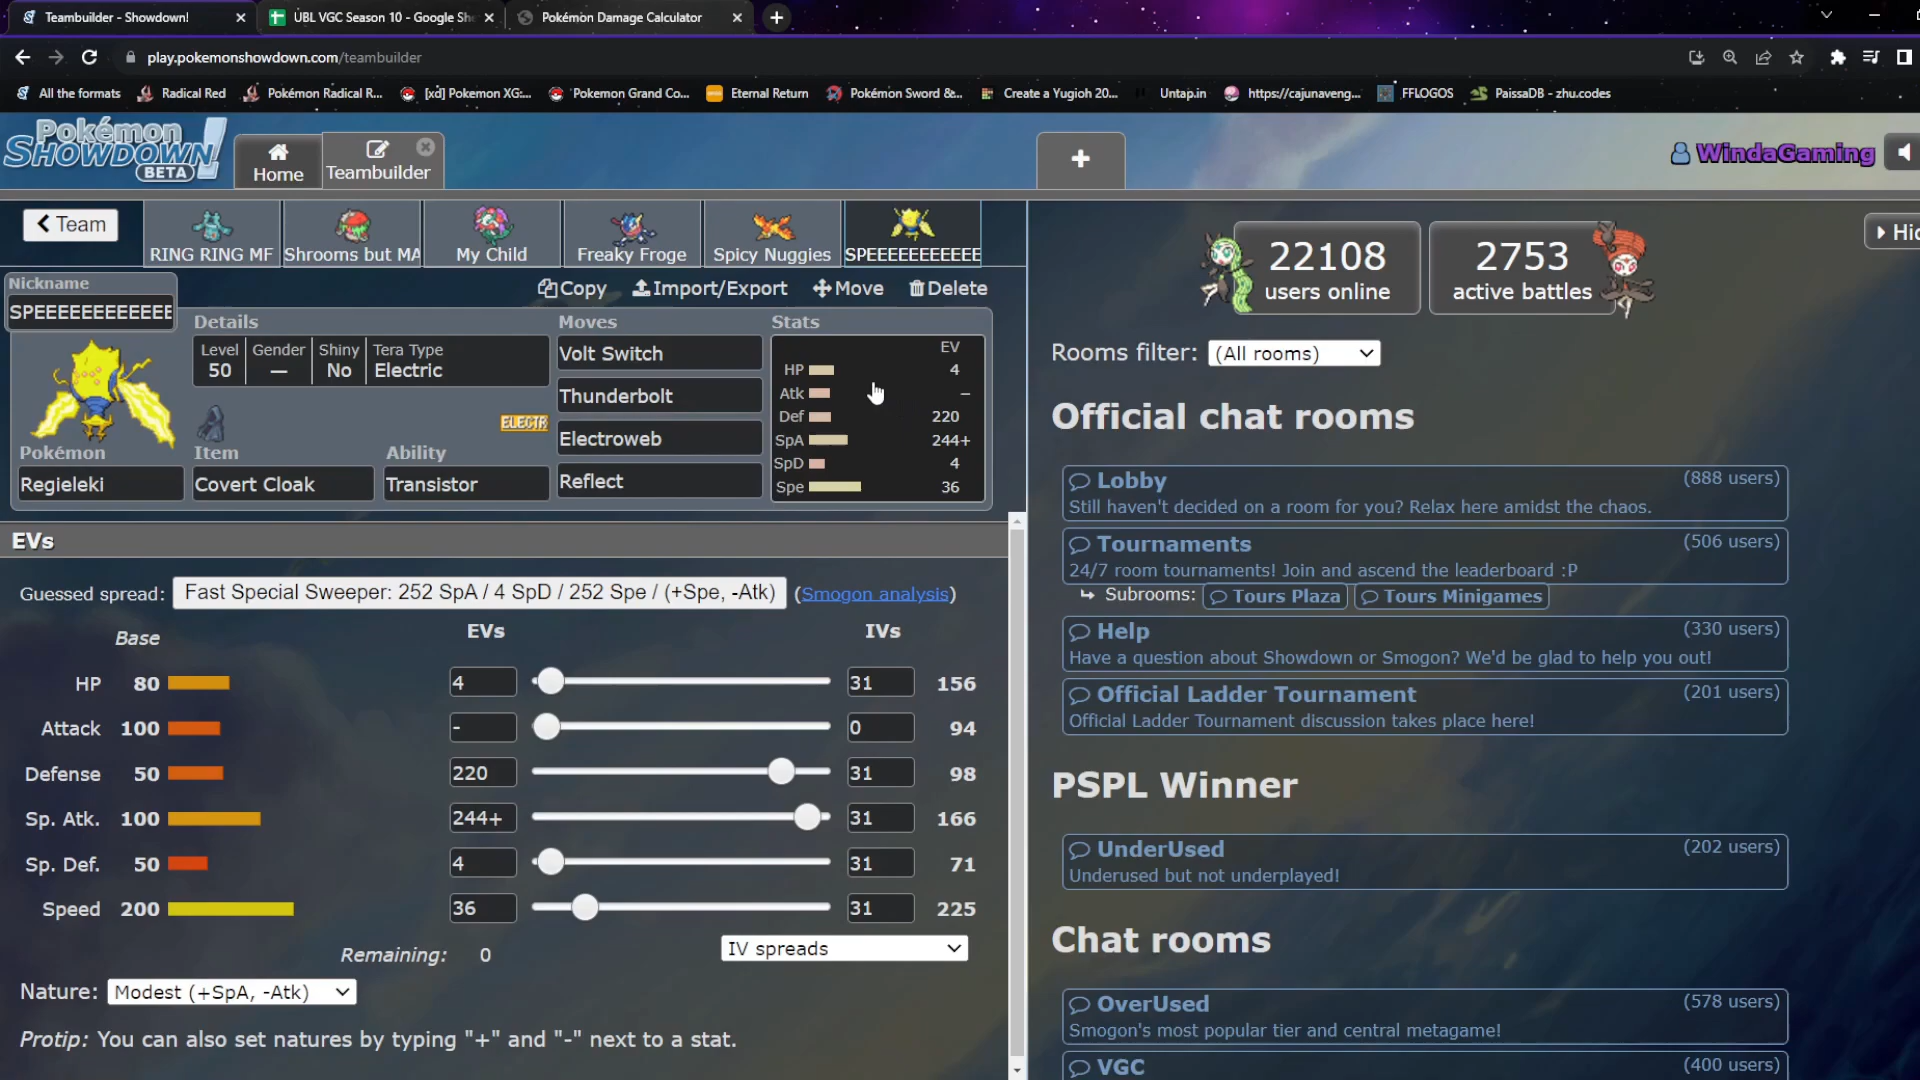 Teambuilder - Showdown!
UBL VGC Season 10 - Google She
Pokémon Damage Calculator
play.pokemonshowdown.com/teambuilder
All the formats
Radical Red
Pokémon Radical R...
[xd] Pokemon XG:...
Pokemon Grand Co...
Eternal Return
Pokémon Sword &...
Create a Yugioh 20...
Untap.in
https://cajunaveng...
FFLOGOS
PaissaDB - zhu.codes
Pokémon
SHOWDOWN!
BETA
Home
Teambuilder
WindaGaming
Team
RING RING MF
Shrooms but MA
My Child
Freaky Froge
Spicy Nuggies
SPEEEEEEEEEEE
Copy
Import/Export
Move
Delete
Nickname
SPEEEEEEEEEEEE
Details
Level
50
Gender
—
Shiny
No
Tera Type
Electric
ELECTR
Pokémon
Regieleki
Item
Covert Cloak
Ability
Transistor
Moves
Volt Switch
Thunderbolt
Electroweb
Reflect
Stats
EV
HP 4
Atk –
Def 220
SpA 244+
SpD 4
Spe 36
EVs
Guessed spread: Fast Special Sweeper: 252 SpA / 4 SpD / 252 Spe / (+Spe, -Atk) (Smogon analysis)
Base EVs IVs
HP 80 4 31 156
Attack 100 - 0 94
Defense 50 220 31 98
Sp. Atk. 100 244+ 31 166
Sp. Def. 50 4 31 71
Speed 200 36 31 225
Remaining: 0
IV spreads
Nature: Modest (+SpA, -Atk)
Protip: You can also set natures by typing "+" and "-" next to a stat.
22108
users online
2753
active battles
Hid
Rooms filter: (All rooms)
Official chat rooms
Lobby (888 users)
Still haven't decided on a room for you? Relax here amidst the chaos.
Tournaments (506 users)
24/7 room tournaments! Join and ascend the leaderboard :P
Subrooms: Tours Plaza Tours Minigames
Help (330 users)
Have a question about Showdown or Smogon? We'd be glad to help you out!
Official Ladder Tournament (201 users)
Official Ladder Tournament discussion takes place here!
PSPL Winner
UnderUsed (202 users)
Underused but not underplayed!
Chat rooms
OverUsed (578 users)
Smogon's most popular tier and central metagame!
VGC (400 users)